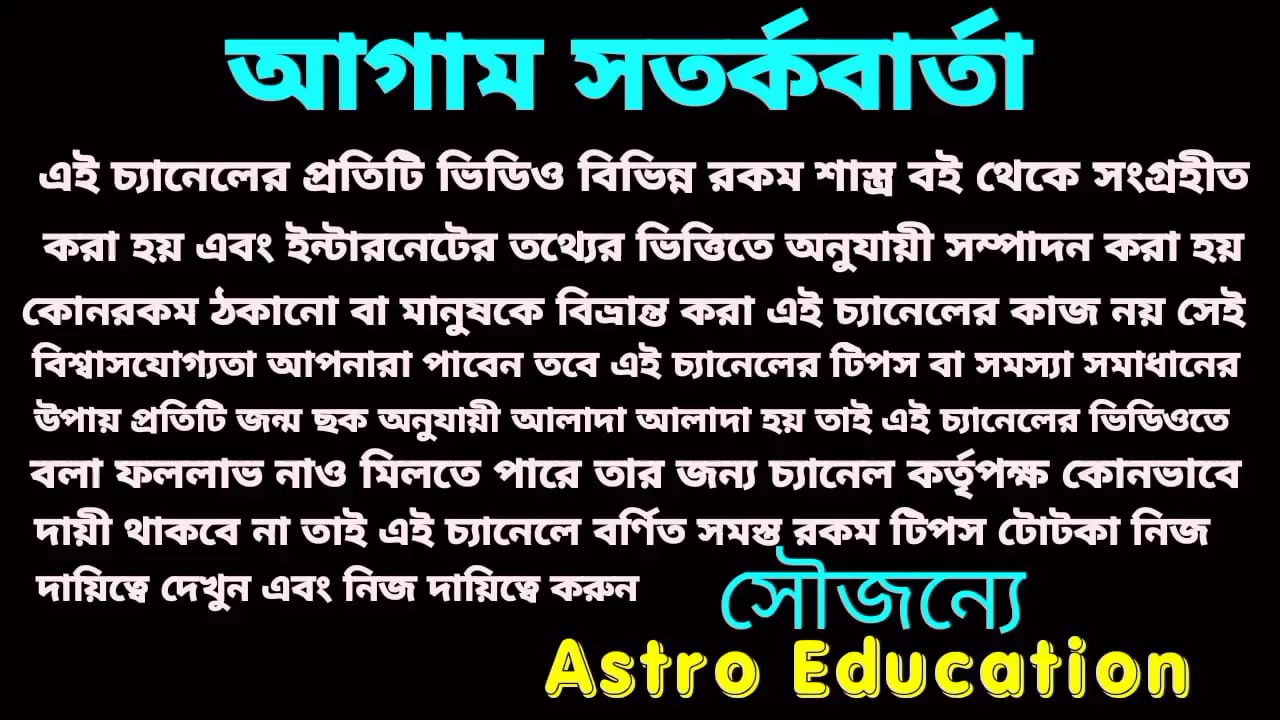 আগাম সতর্কবার্তা
এই চ্যানেলের প্রতিটি ভিডিও বিভিন্ন রকম শাস্ত্র বই থেকে সংগ্রহীত
করা হয় এবং ইন্টারনেটের তথ্যের ভিত্তিতে অনুযায়ী সম্পাদন করা হয়
কোনরকম ঠকানো বা মানুষকে বিভ্রান্ত করা এই চ্যানেলের কাজ নয় সেই
বিশ্বাসযোগ্যতা আপনারা পাবেন তবে এই চ্যানেলের টিপস বা সমস্যা সমাধানের
উপায় প্রতিটি জন্ম ছক অনুযায়ী আলাদা আলাদা হয় তাই এই চ্যানেলের ভিডিওতে
বলা ফললাভ নাও মিলতে পারে তার জন্য চ্যানেল কর্তৃপক্ষ কোনভাবে
দায়ী থাকবে না তাই এই চ্যানেলে বর্ণিত সমস্ত রকম টিপস টোটকা নিজ
দায়িত্বে দেখুন এবং নিজ দায়িত্বে করুন
সৌজন্যে
Astro Education